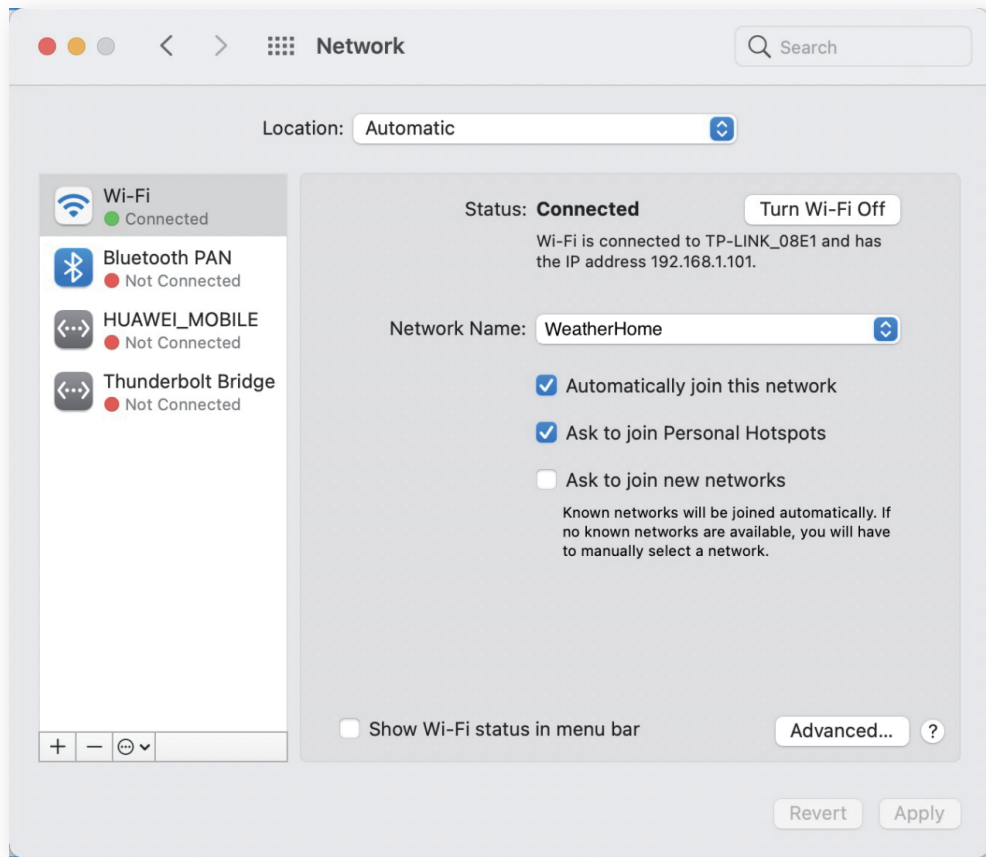 Network
Search
Location: Automatic
Wi-Fi
Connected
Bluetooth PAN
Not Connected
HUAWEI_MOBILE
Not Connected
Thunderbolt Bridge
Not Connected
Status: Connected
Turn Wi-Fi Off
Wi-Fi is connected to TP-LINK_08E1 and has
the IP address 192.168.1.101.
Network Name: WeatherHome
Automatically join this network
Ask to join Personal Hotspots
Ask to join new networks
Known networks will be joined automatically. If
no known networks are available, you will have
to manually select a network.
Show Wi-Fi status in menu bar
Advanced...
?
Revert
Apply